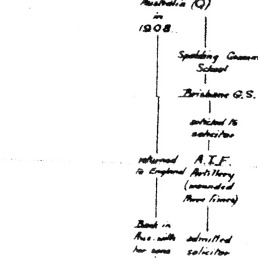 Australia (Q)
in
1908.
Spalding Gramm
School
Brisbane G.S.
articled to
solicitor
returned
to England
A.I.F.
Artillery
(wounded
three times)
Back in
Aus. with
her sons
admitted
solicitor